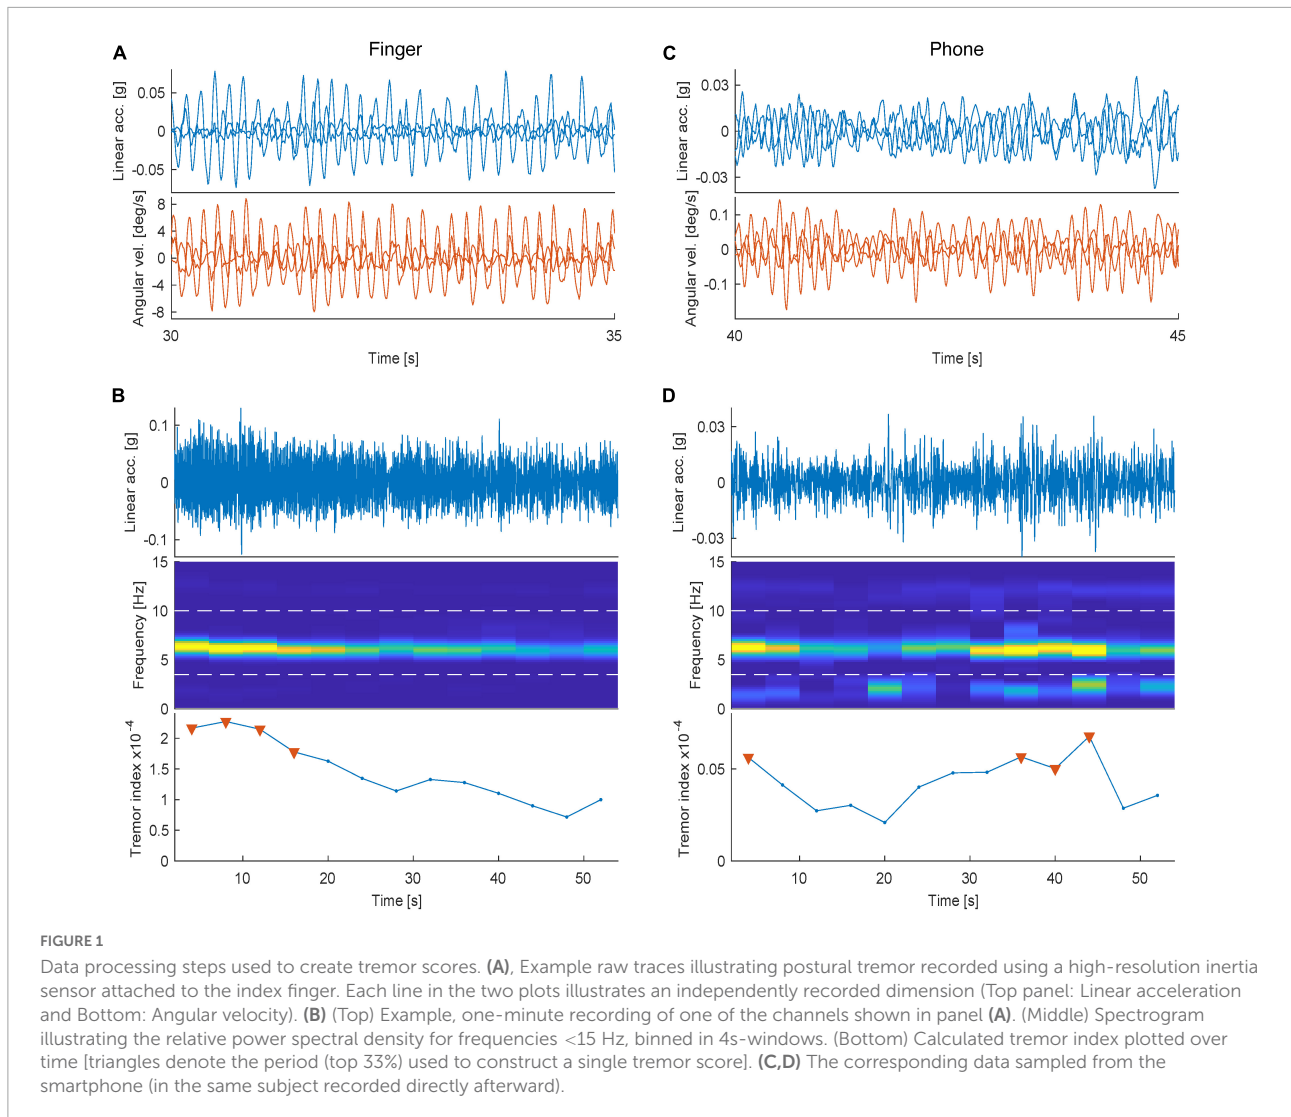 A
Finger
Linear acc. [g]
0.05
0
-0.05
Angular vel. [deg/s]
8
4
0
-4
-8
30
35
Time [s]
C
Phone
Linear acc. [g]
0.03
0
-0.03
Angular vel. [deg/s]
0.1
0
-0.1
40
45
Time [s]
B
Linear acc. [g]
0.1
0
-0.1
Frequency [Hz]
15
10
5
0
Tremor index x10-4
2
1.5
1
0.5
0
10
20
30
40
50
Time [s]
D
Linear acc. [g]
0.03
0
-0.03
Frequency [Hz]
15
10
5
0
Tremor index x10-4
0.05
0
10
20
30
40
50
Time [s]
FIGURE 1
Data processing steps used to create tremor scores. (A), Example raw traces illustrating postural tremor recorded using a high-resolution inertia
sensor attached to the index finger. Each line in the two plots illustrates an independently recorded dimension (Top panel: Linear acceleration
and Bottom: Angular velocity). (B) (Top) Example, one-minute recording of one of the channels shown in panel (A). (Middle) Spectrogram
illustrating the relative power spectral density for frequencies <15 Hz, binned in 4s-windows. (Bottom) Calculated tremor index plotted over
time [triangles denote the period (top 33%) used to construct a single tremor score]. (C,D) The corresponding data sampled from the
smartphone (in the same subject recorded directly afterward).